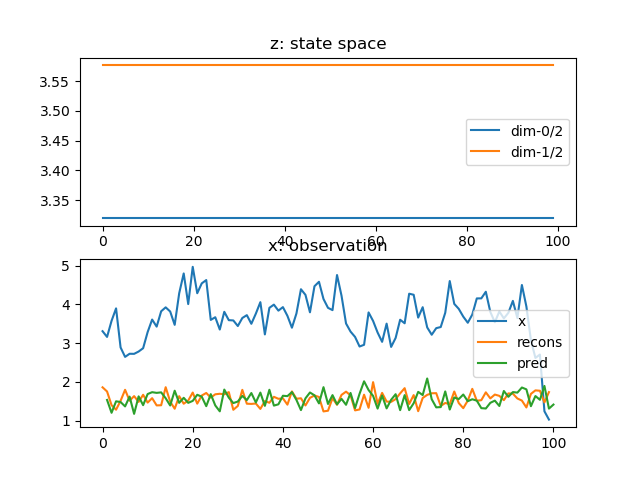 z: state space
3.55
3.50
3.45
3.40
3.35
dim-0/2
dim-1/2
0 20 40 60 80 100
x: observation
5
4
3
2
1
x
recons
pred
0 20 40 60 80 100